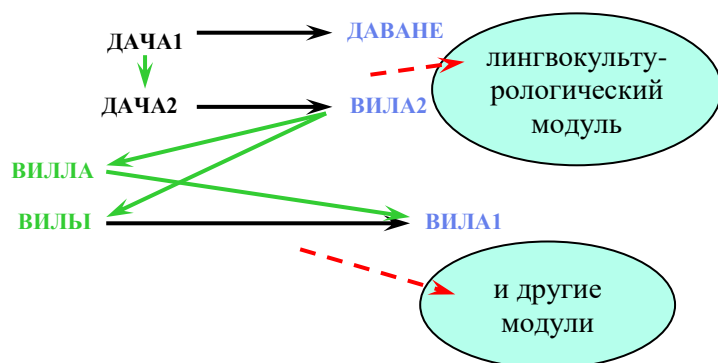 ДАЧА1
ДАВАНЕ
ДАЧА2
ВИЛА2
лингвокульту-
рологический
модуль
ВИЛЛА
ВИЛЫ
ВИЛА1
и другие
модули